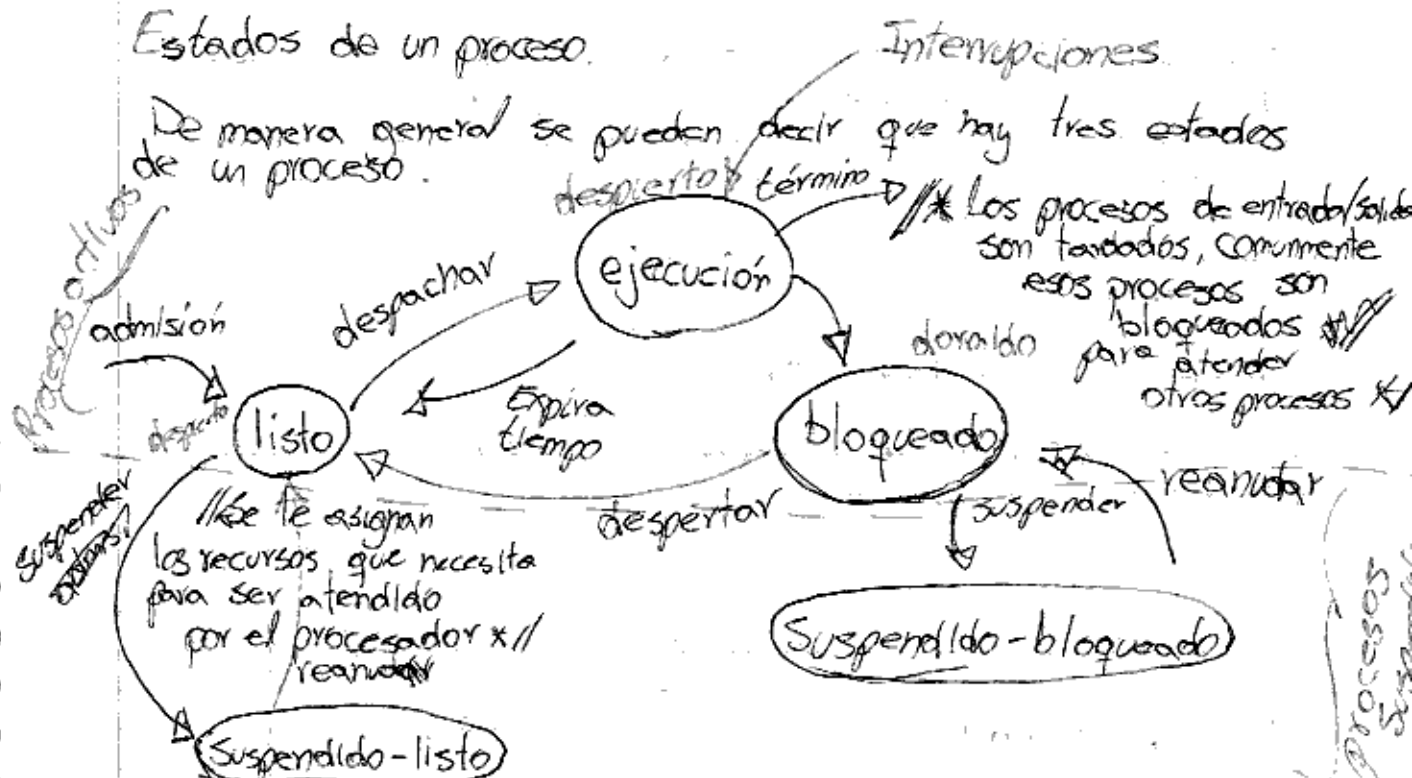 Estados de un proceso.
Interrupciones
De manera general se pueden decir que hay tres estados
de un proceso.
Procesos activos
despierto
término
//* Los procesos de entrada/salida
son tardados, comunmente
esos procesos son
bloqueados *//
para atender
otros procesos *//
ejecución
despachar
admisión
Expira
tiempo
despierto
listo
bloqueado
despertar
suspender
reanudar
suspender
//*Se le asignan
los recursos que necesita
para ser atendido
por el procesador *//
reanudar
Suspendido-bloqueado
Suspendido-listo
Procesos